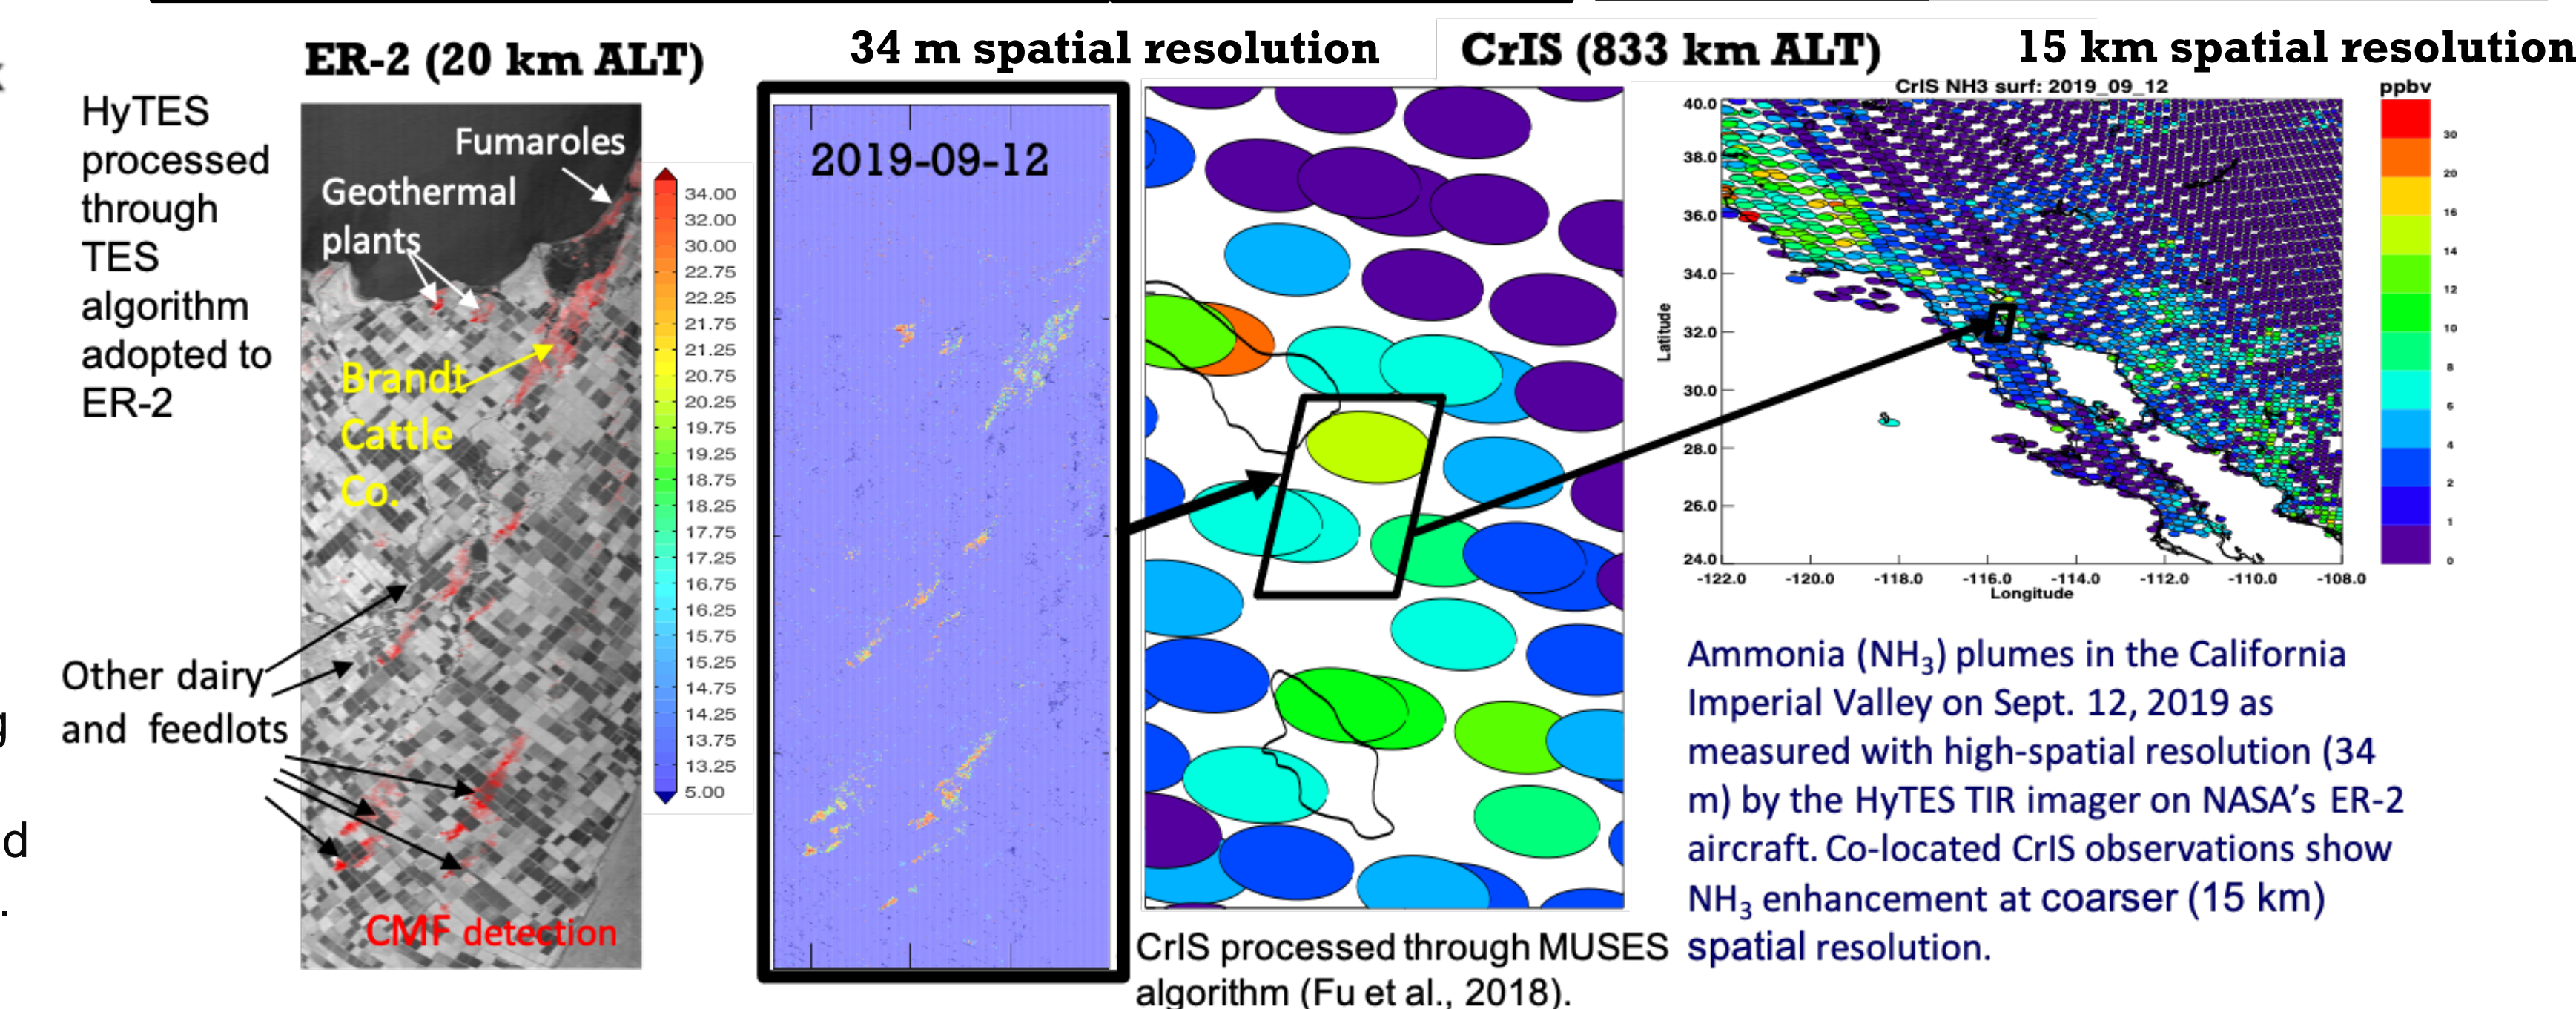 ER-2 (20 km ALT)
34 m spatial resolution
CrIS (833 km ALT)
15 km spatial resolution
HyTES
processed
through
TES
algorithm
adopted to
ER-2
Fumaroles
Geothermal
plants
Brandt
Cattle
Co.
Other dairy
and feedlots
CMF detection
34.00
32.00
30.00
22.75
22.25
21.75
21.25
20.75
20.25
19.75
19.25
18.75
18.25
17.75
17.25
16.75
16.25
15.75
15.25
14.75
14.25
13.75
13.25
5.00
2019-09-12
CrIS processed through MUSES
algorithm (Fu et al., 2018).
CrIS NH3 surf: 2019_09_12
ppbv
40.0
38.0
36.0
34.0
32.0
30.0
28.0
26.0
24.0
Latitude
-122.0 -120.0 -118.0 -116.0 -114.0 -112.0 -110.0 -108.0
Longitude
30
20
16
14
12
10
8
6
4
2
1
0
Ammonia (NH₃) plumes in the California
Imperial Valley on Sept. 12, 2019 as
measured with high-spatial resolution (34
m) by the HyTES TIR imager on NASA’s ER-2
aircraft. Co-located CrIS observations show
NH₃ enhancement at coarser (15 km)
spatial resolution.
g
d
.